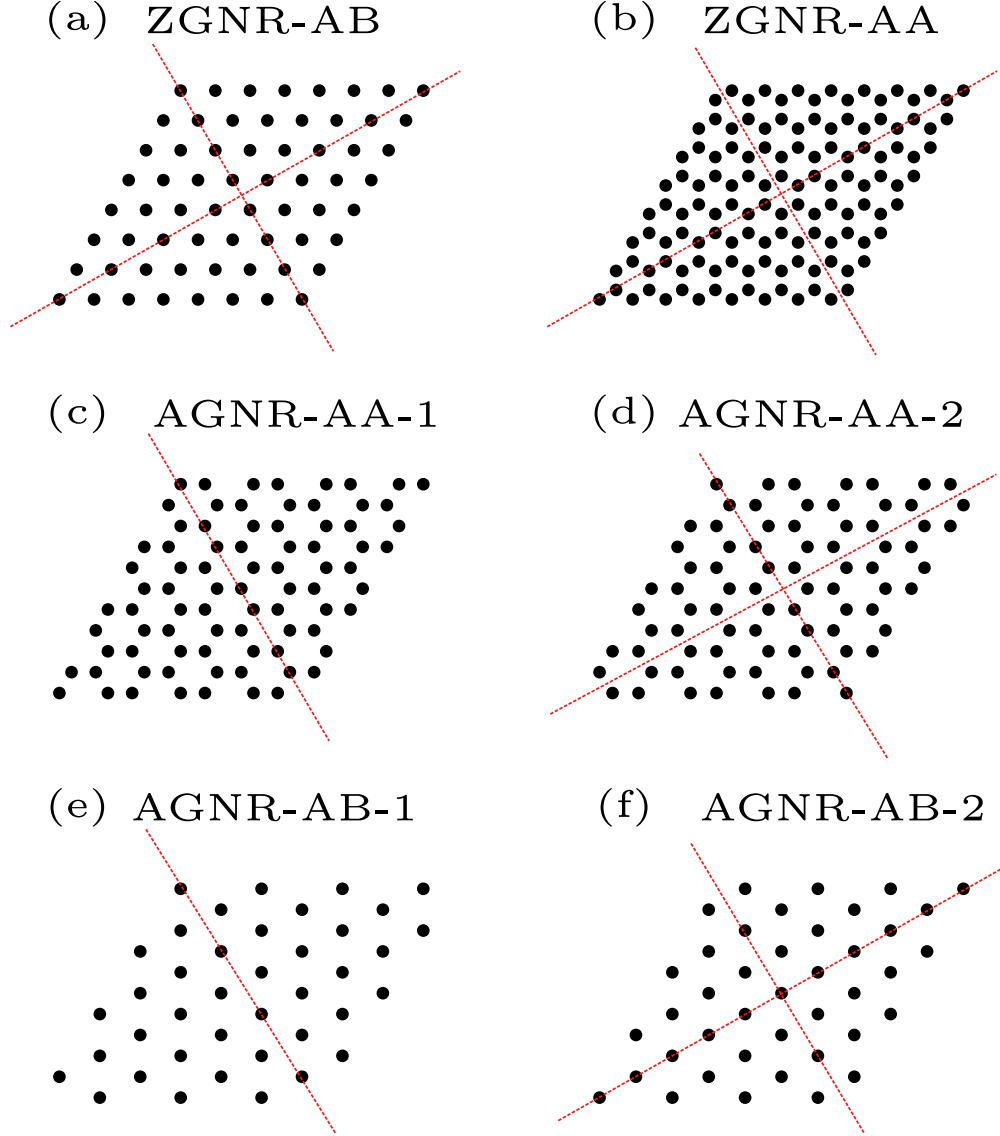 (a) ZGNR-AB
(b) ZGNR-AA
(c) AGNR-AA-1
(d) AGNR-AA-2
(e) AGNR-AB-1
(f) AGNR-AB-2